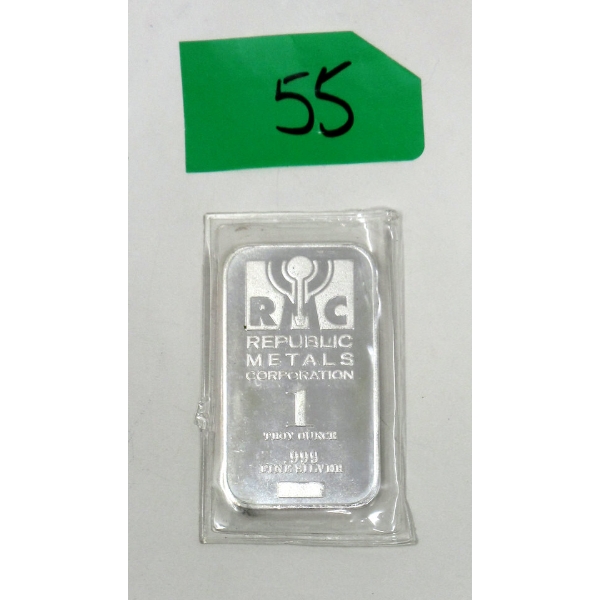 55
RMC
REPUBLIC
METALS
CORPORATION
1
TROY OUNCE
.999
FINE SILVER